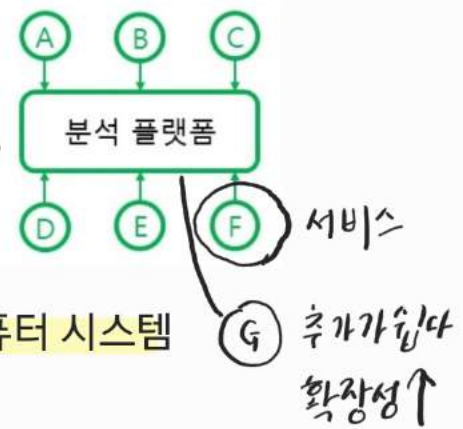 A B C
분석 플랫폼
D E F 서비스
퓨터 시스템
G 추가가 쉽다
확장성↑